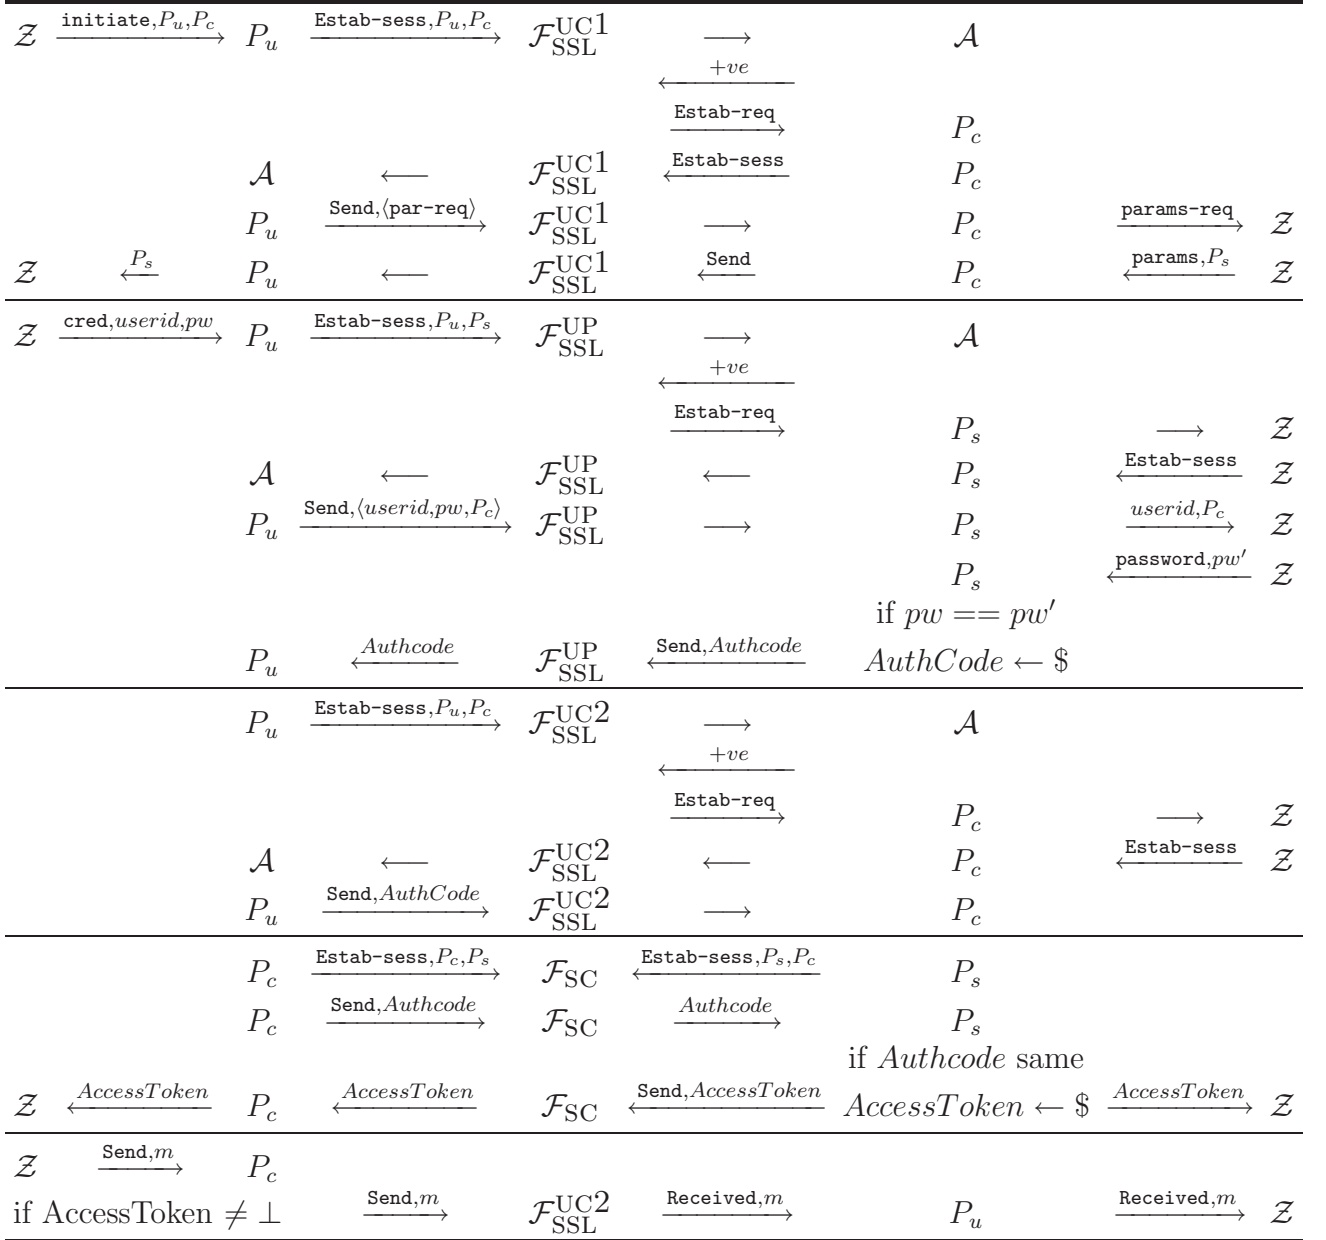 𝒵 initiate,P_u,P_c ⟶ P_u Estab-sess,P_u,P_c ⟶ ℱ_SSL^UC1 ⟶ 𝒜
+ve ⟵
Estab-req ⟶ P_c
𝒜 ⟵ ℱ_SSL^UC1 Estab-sess ⟵ P_c
P_u Send,⟨par-req⟩ ⟶ ℱ_SSL^UC1 ⟶ P_c params-req ⟶ 𝒵
𝒵 P_s ⟵ P_u ⟵ ℱ_SSL^UC1 Send ⟵ P_c params,P_s ⟵ 𝒵
𝒵 cred,userid,pw ⟶ P_u Estab-sess,P_u,P_s ⟶ ℱ_SSL^UP ⟶ 𝒜
+ve ⟵
Estab-req ⟶ P_s ⟶ 𝒵
𝒜 ⟵ ℱ_SSL^UP ⟵ P_s Estab-sess ⟵ 𝒵
P_u Send,⟨userid,pw,P_c⟩ ⟶ ℱ_SSL^UP ⟶ P_s userid,P_c ⟶ 𝒵
P_s password,pw′ ⟵ 𝒵
if pw == pw′
P_u Authcode ⟵ ℱ_SSL^UP Send,Authcode ⟵ AuthCode ← $
P_u Estab-sess,P_u,P_c ⟶ ℱ_SSL^UC2 ⟶ 𝒜
+ve ⟵
Estab-req ⟶ P_c ⟶ 𝒵
𝒜 ⟵ ℱ_SSL^UC2 ⟵ P_c Estab-sess ⟵ 𝒵
P_u Send,AuthCode ⟶ ℱ_SSL^UC2 ⟶ P_c
P_c Estab-sess,P_c,P_s ⟶ ℱ_SC Estab-sess,P_s,P_c ⟵ P_s
P_c Send,Authcode ⟶ ℱ_SC Authcode ⟶ P_s
if Authcode same
𝒵 AccessToken ⟵ P_c AccessToken ⟵ ℱ_SC Send,AccessToken ⟵ AccessToken ← $ AccessToken ⟶ 𝒵
𝒵 Send,m ⟶ P_c
if AccessToken ≠ ⊥ Send,m ⟶ ℱ_SSL^UC2 Received,m ⟶ P_u Received,m ⟶ 𝒵